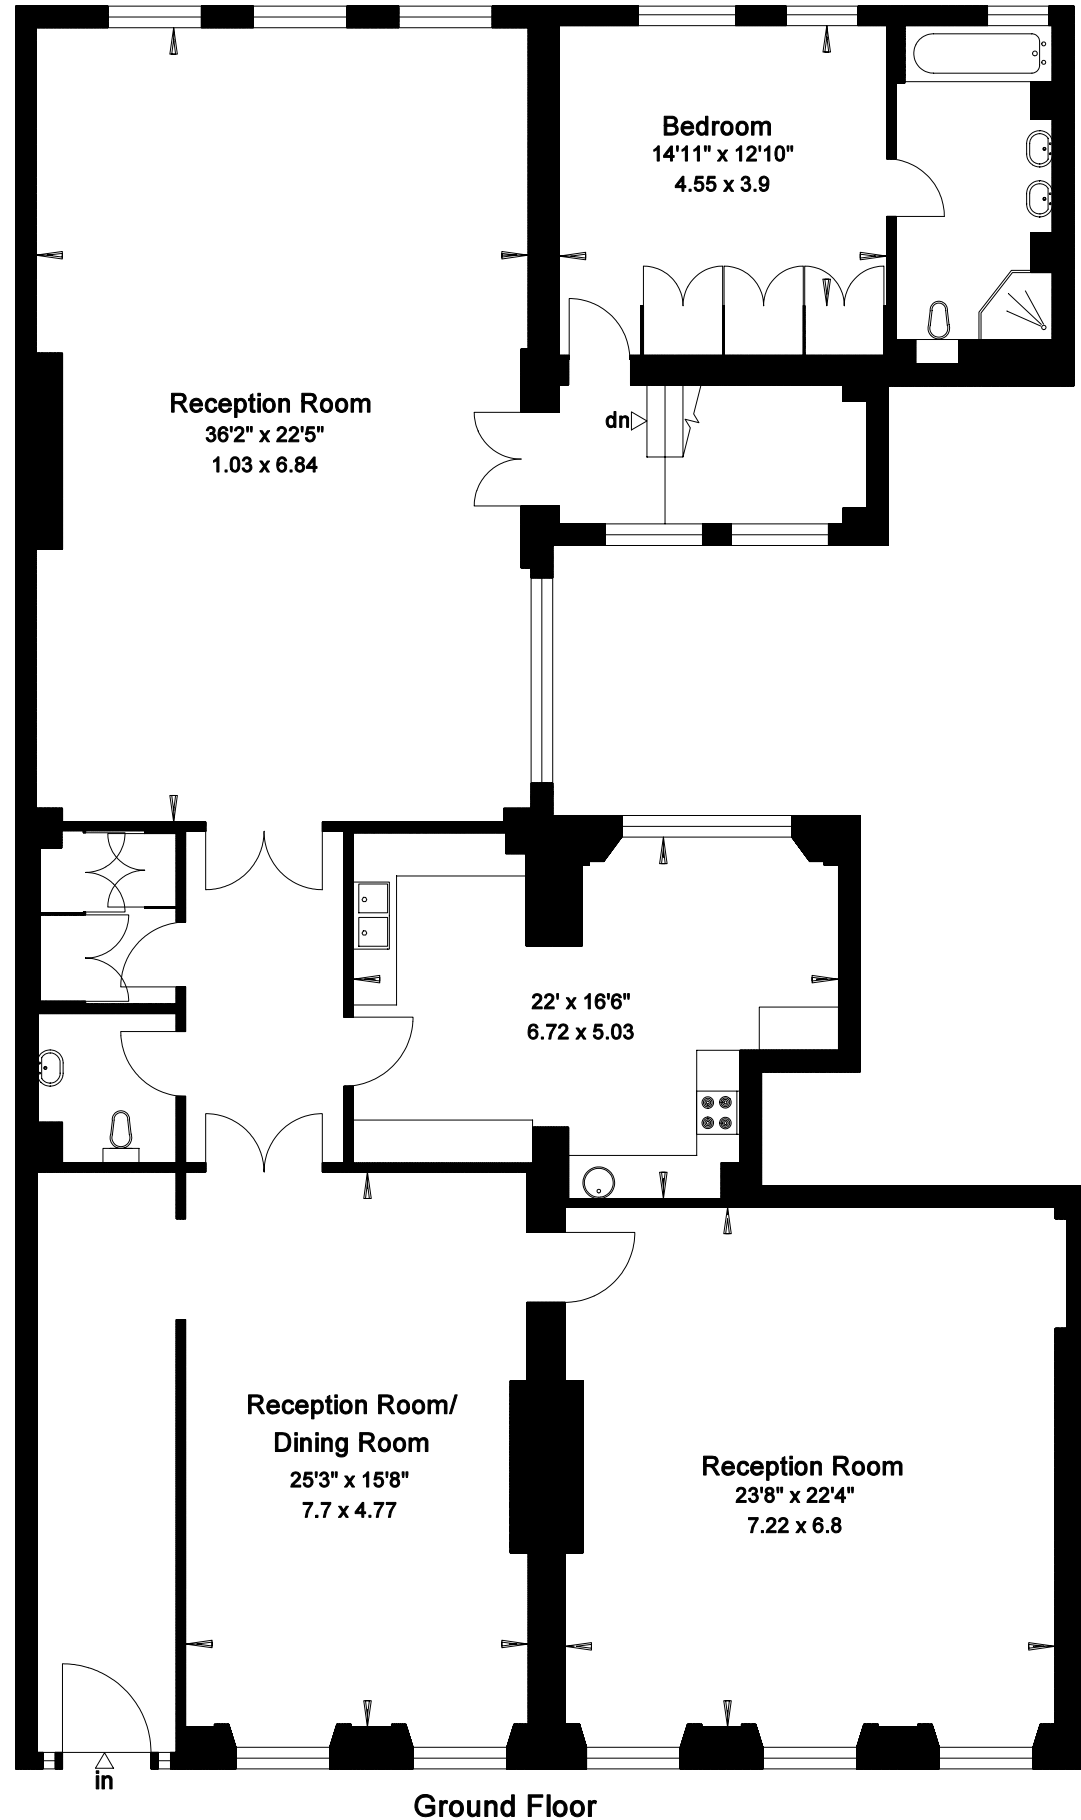 Bedroom
14'11" x 12'10"
4.55 x 3.9
Reception Room
36'2" x 22'5"
1.03 x 6.84
dn
22' x 16'6"
6.72 x 5.03
Reception Room/
Dining Room
25'3" x 15'8"
7.7 x 4.77
Reception Room
23'8" x 22'4"
7.22 x 6.8
in
Ground Floor